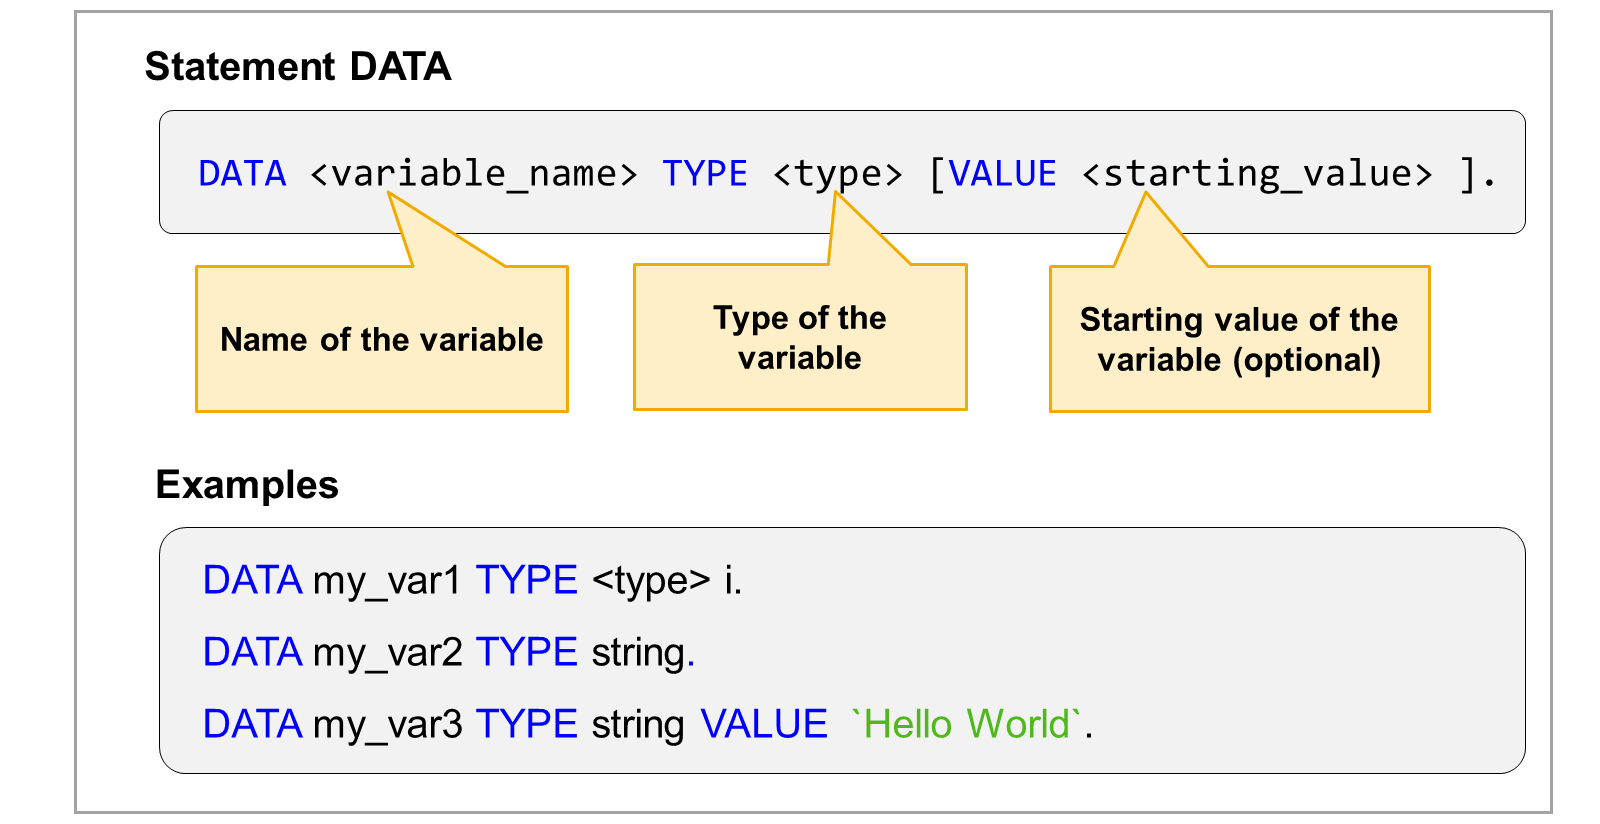 Statement DATA
DATA <variable_name> TYPE <type> [VALUE <starting_value> ].
Name of the variable
Type of the
variable
Starting value of the
variable (optional)
Examples
DATA my_var1 TYPE <type> i.
DATA my_var2 TYPE string.
DATA my_var3 TYPE string VALUE `Hello World`.